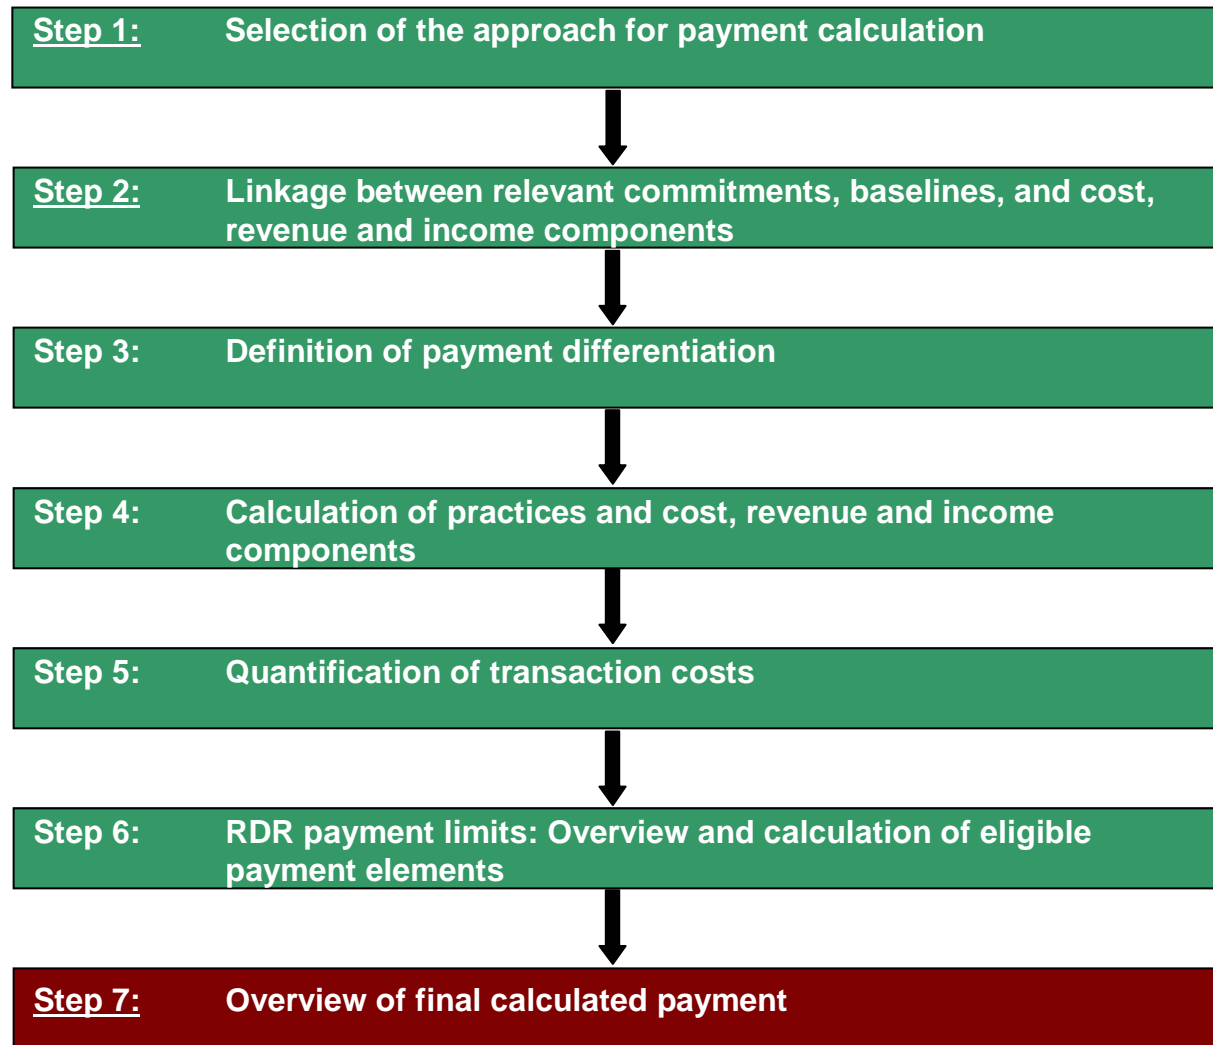 Step 1: Selection of the approach for payment calculation
Step 2: Linkage between relevant commitments, baselines, and cost,
revenue and income components
Step 3: Definition of payment differentiation
Step 4: Calculation of practices and cost, revenue and income
components
Step 5: Quantification of transaction costs
Step 6: RDR payment limits: Overview and calculation of eligible
payment elements
Step 7: Overview of final calculated payment